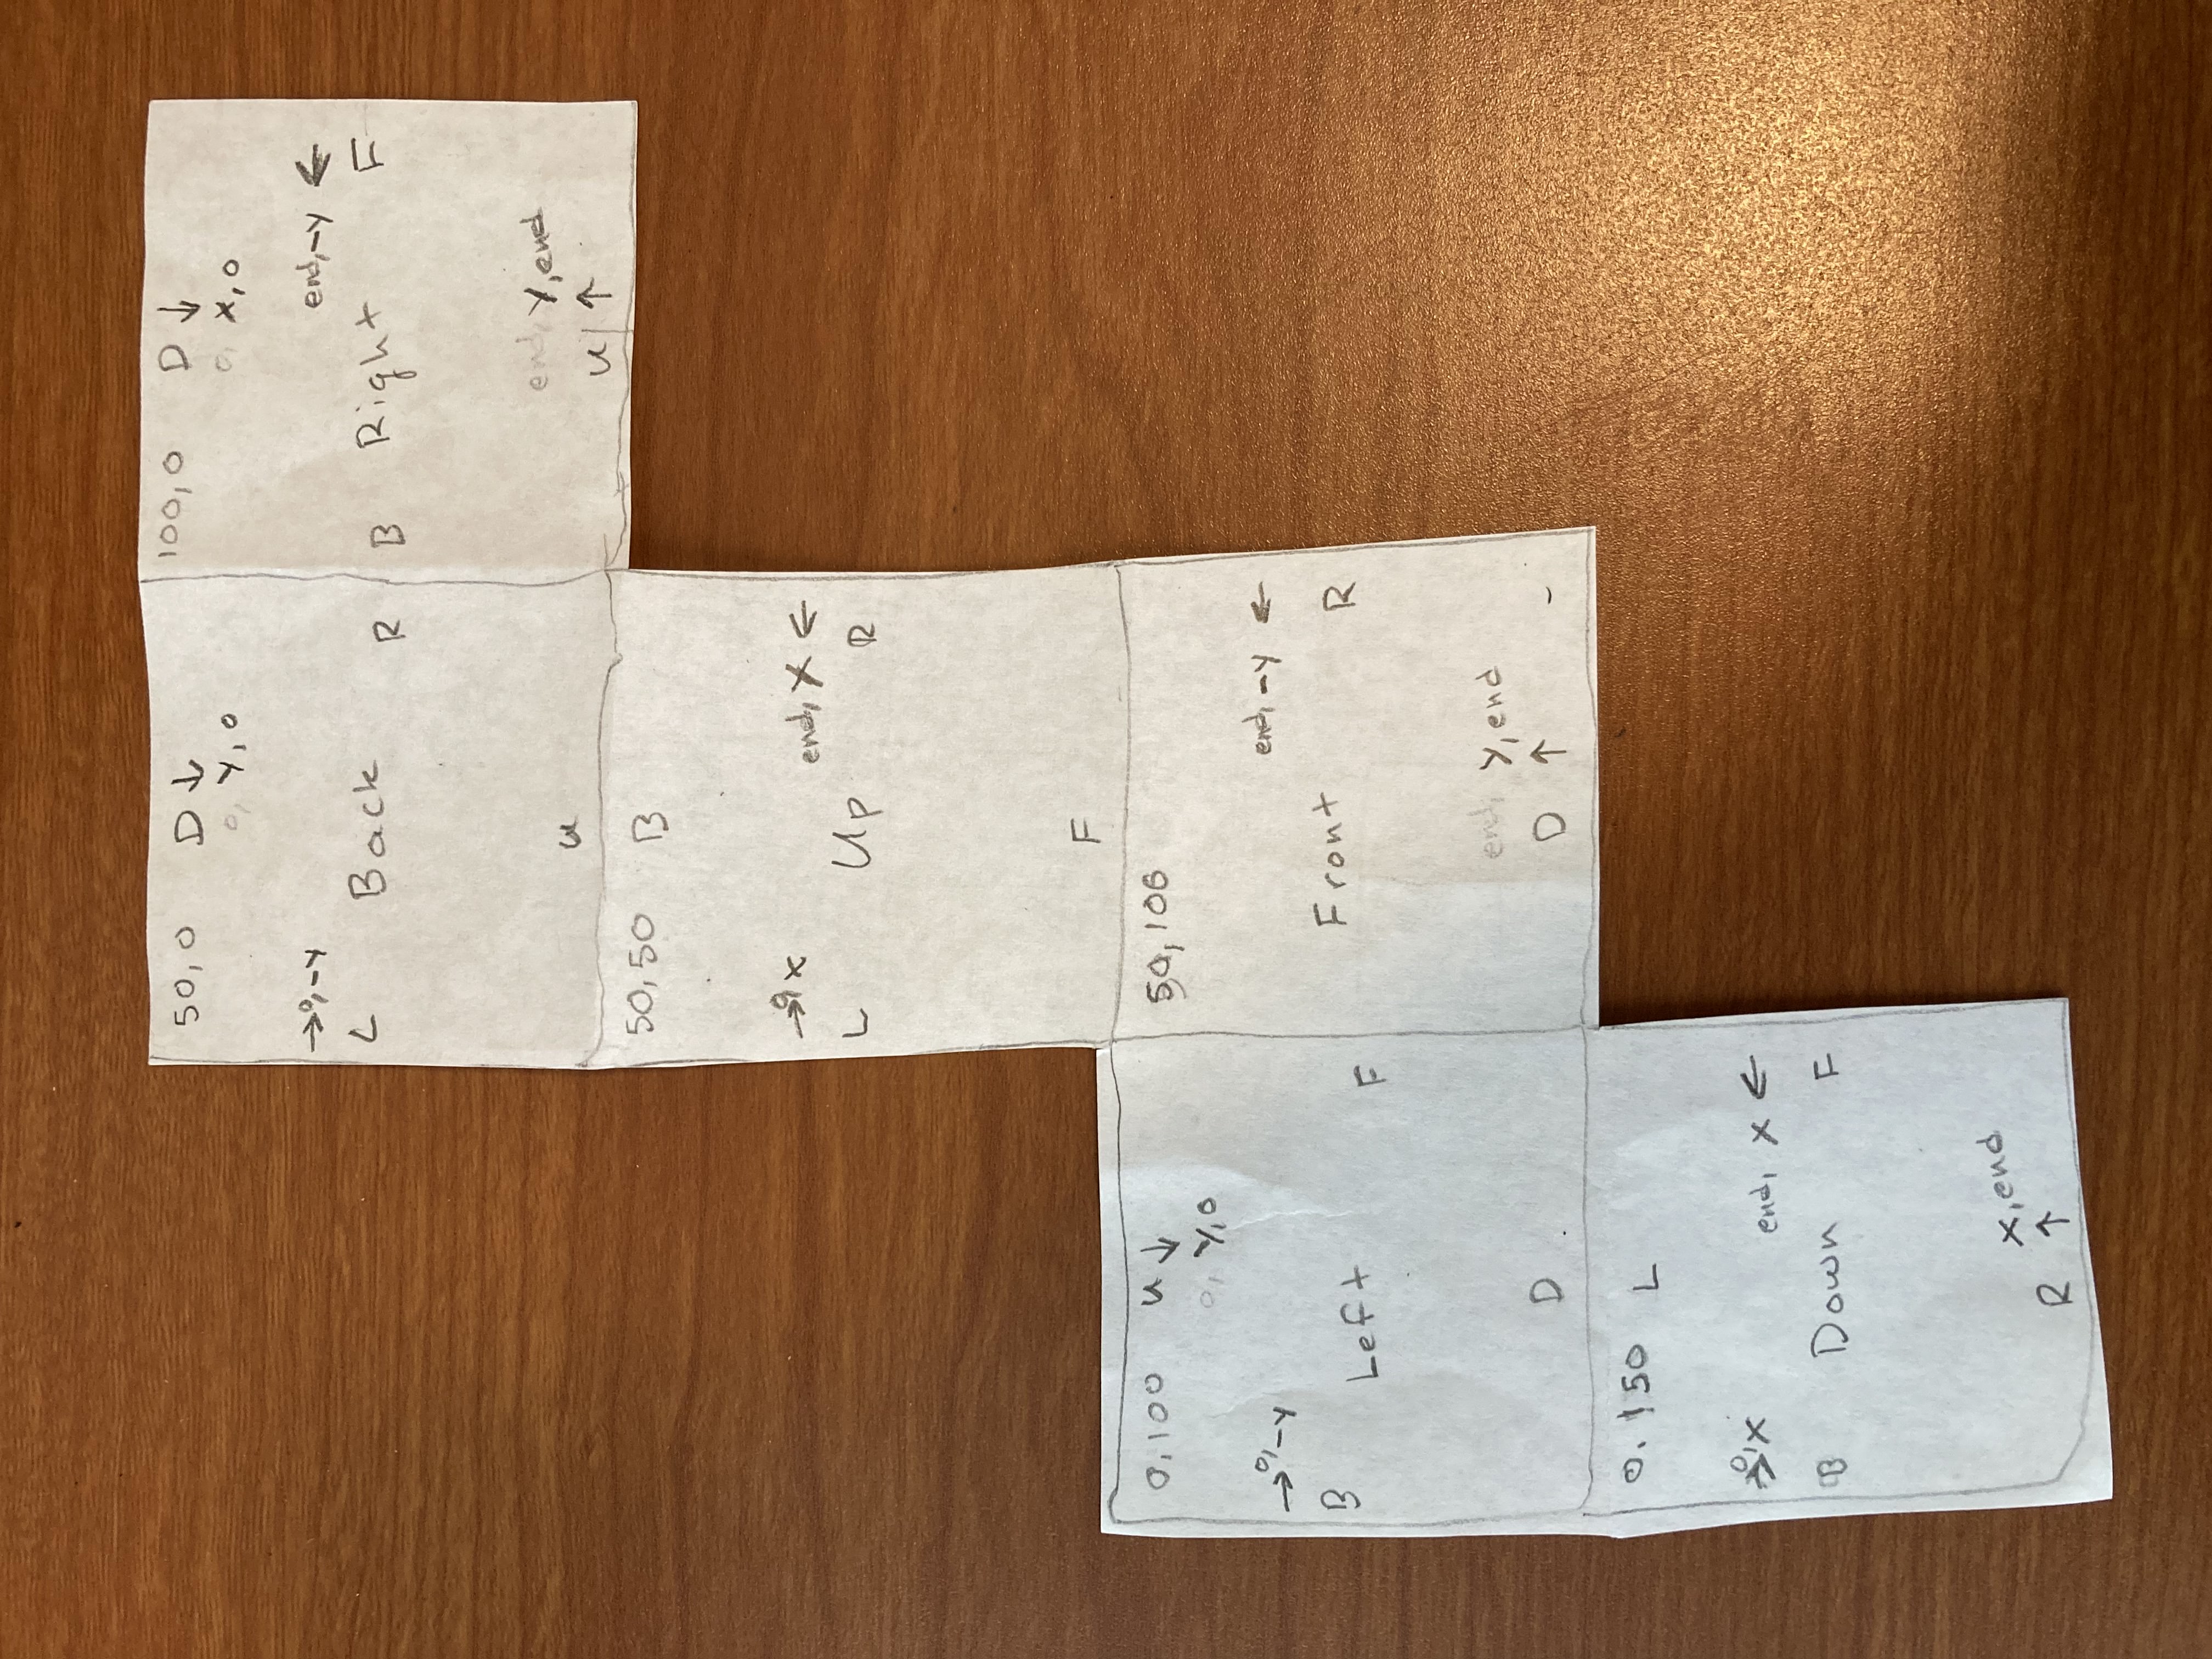 50,0 D ↓
0, Y,0
→ 0,-Y
L Back R
U
100,0 D ↓
0, X,0
end,-Y ←
B Right F
end, Y,end
U ↑
50,50 B
→ 0,X
end, X ←
L Up R
F
0,100 U ↓
0, Y,0
→ 0,-Y
B Left F
D
50,100
end, -Y ←
Front R
end, Y,end
D ↑
0.150 L
→ 0,X
end, X ←
B Down F
X,end
R ↑